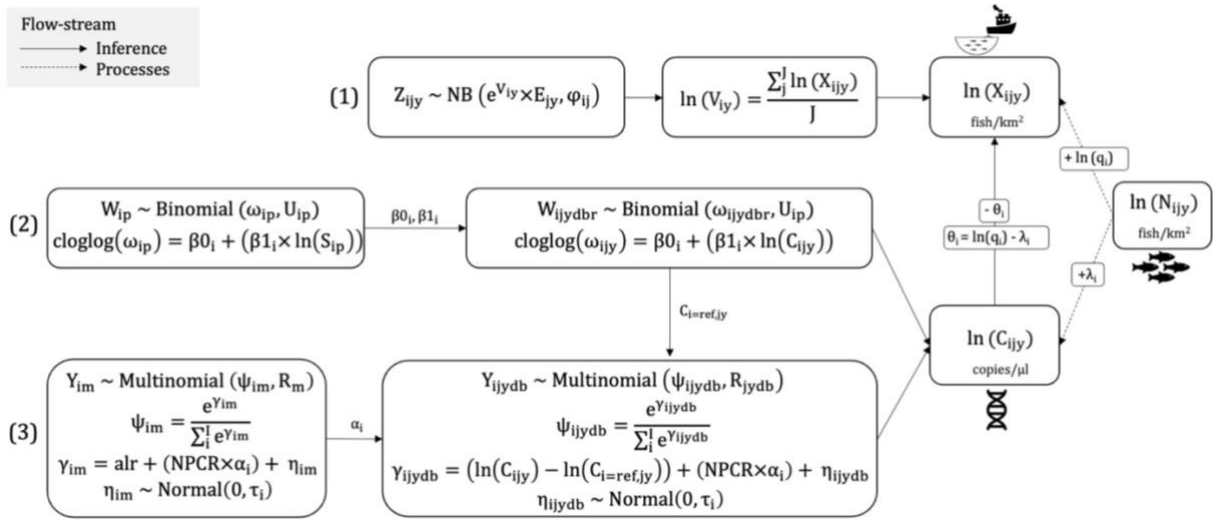 Flow-stream
Inference
Processes
(1)
Z_ijy ~ NB (e^{V_iy}×E_jy, φ_ij)
ln (V_iy) = ∑_j^J ln (X_ijy) / J
ln (X_ijy)
fish/km²
+ ln (q_i)
ln (N_ijy)
fish/km²
- θ_i
θ_i = ln(q_i) - λ_i
+λ_i
(2)
W_ip ~ Binomial (ω_ip, U_ip)
cloglog(ω_ip) = β0_i + (β1_i×ln(S_ip))
β0_i, β1_i
W_ijydbr ~ Binomial (ω_ijydbr, U_ip)
cloglog(ω_ijy) = β0_i + (β1_i×ln(C_ijy))
C_{i=ref,jy}
ln (C_ijy)
copies/μl
(3)
Y_im ~ Multinomial (ψ_im, R_m)
ψ_im = e^{γ_im} / ∑_i^I e^{γ_im}
γ_im = alr + (NPCR×α_i) + η_im
η_im ~ Normal(0, τ_i)
α_i
Y_ijydb ~ Multinomial (ψ_ijydb, R_jydb)
ψ_ijydb = e^{γ_ijydb} / ∑_i^I e^{γ_ijydb}
γ_ijydb = (ln(C_ijy) − ln(C_{i=ref,jy})) + (NPCR×α_i) + η_ijydb
η_ijydb ~ Normal(0, τ_i)